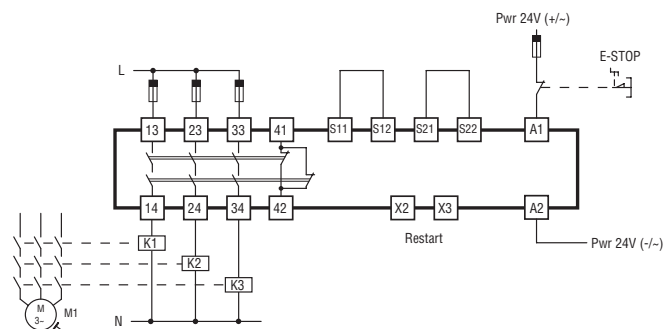 Pwr 24V (+/~)
E-STOP
L
13 23 33 41 S11 S12 S21 S22 A1
14 24 34 42 X2 X3 A2
Restart
Pwr 24V (-/~)
K1
K2
K3
M
3~
M1
N